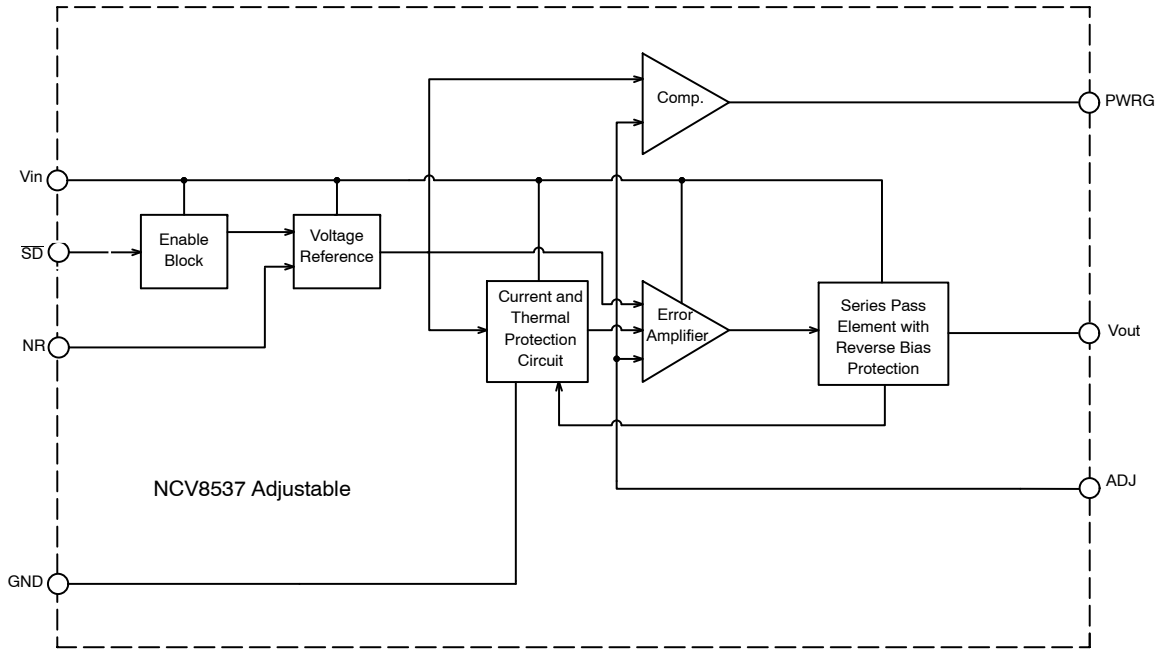 Comp.
PWRG
Vin
Enable
Block
Voltage
Reference
SD
Current and
Thermal
Protection
Circuit
Error
Amplifier
Series Pass
Element with
Reverse Bias
Protection
Vout
NR
NCV8537 Adjustable
ADJ
GND